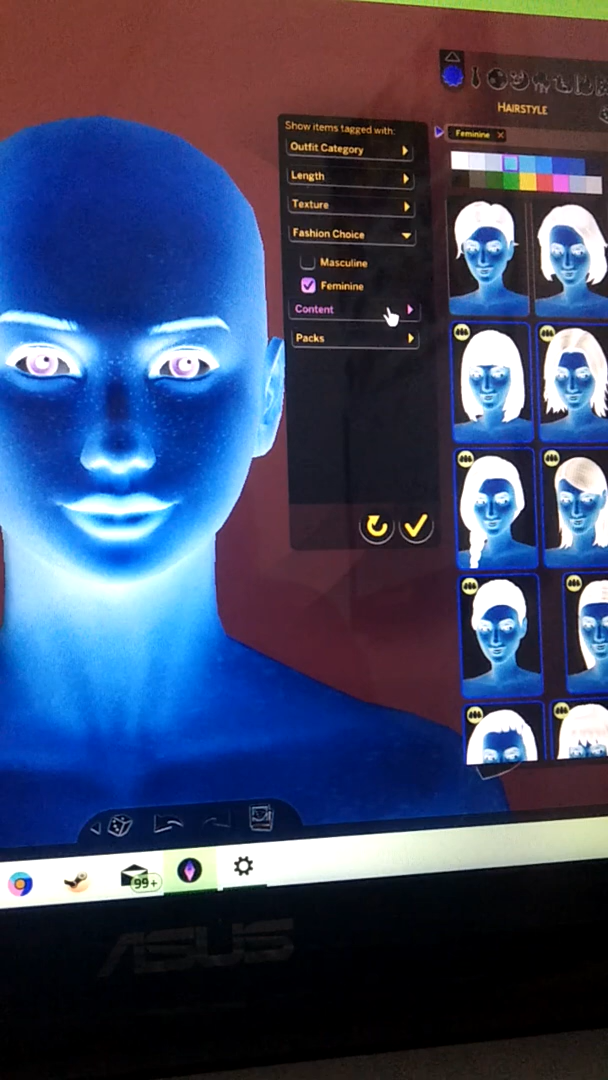 HAIRSTYLE
Show items tagged with:
Feminine ×
Outfit Category
Length
Texture
Fashion Choice
Masculine
Feminine
Content
Packs
99+
ASUS